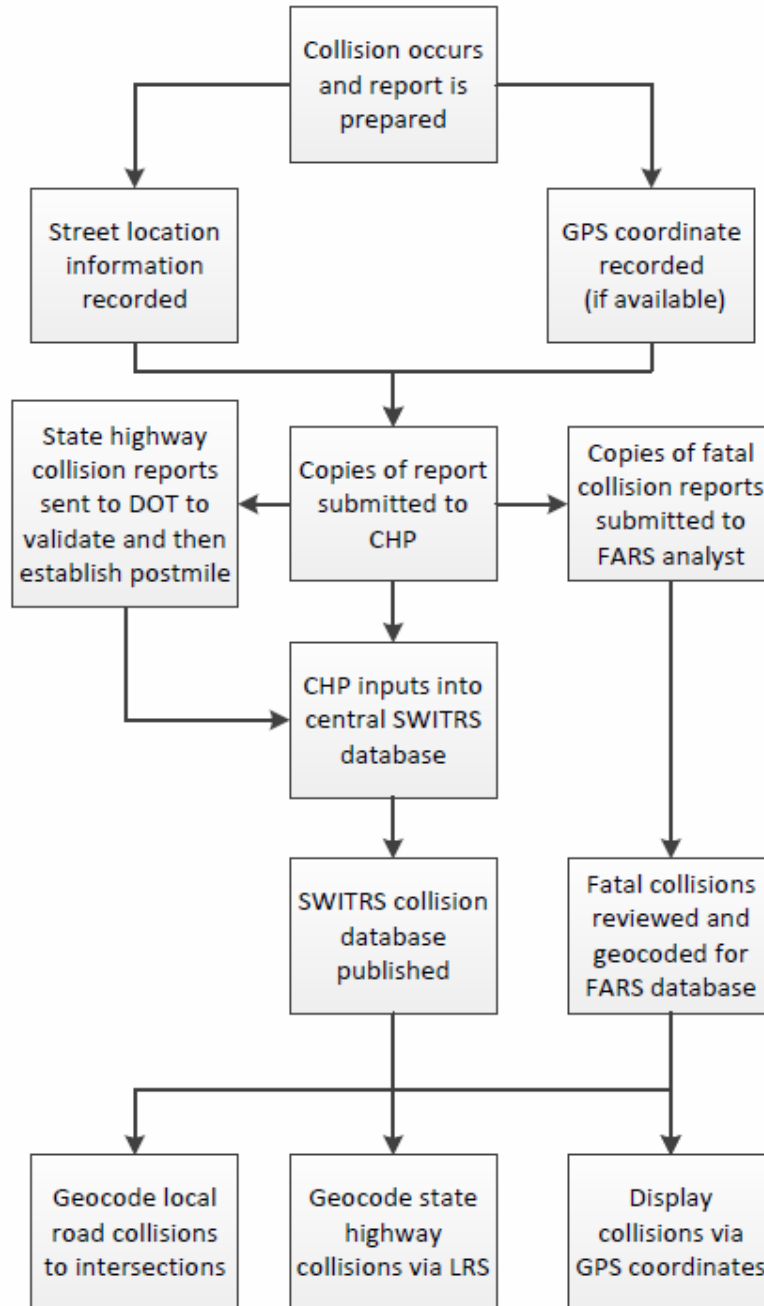 Collision occurs
and report is
prepared
Street location
information
recorded
GPS coordinate
recorded
(if available)
State highway
collision reports
sent to DOT to
validate and then
establish postmile
Copies of report
submitted to
CHP
Copies of fatal
collision reports
submitted to
FARS analyst
CHP inputs into
central SWITRS
database
SWITRS collision
database
published
Fatal collisions
reviewed and
geocoded for
FARS database
Geocode local
road collisions
to intersections
Geocode state
highway
collisions via LRS
Display
collisions via
GPS coordinates